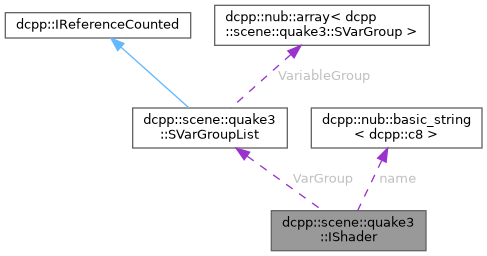 dcpp::IReferenceCounted
dcpp::nub::array< dcpp
::scene::quake3::SVarGroup >
VariableGroup
dcpp::scene::quake3
::SVarGroupList
dcpp::nub::basic_string
< dcpp::c8 >
VarGroup
name
dcpp::scene::quake3
::IShader